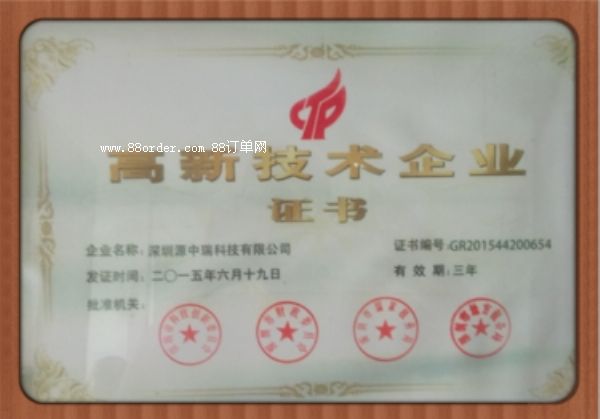 www.88order.com 88订单网
高新技术企业
证书
企业名称：深圳源中瑞科技有限公司
证书编号：GR201544200654
发证时间：二〇一五年六月十九日
有效期：三年
批准机关：